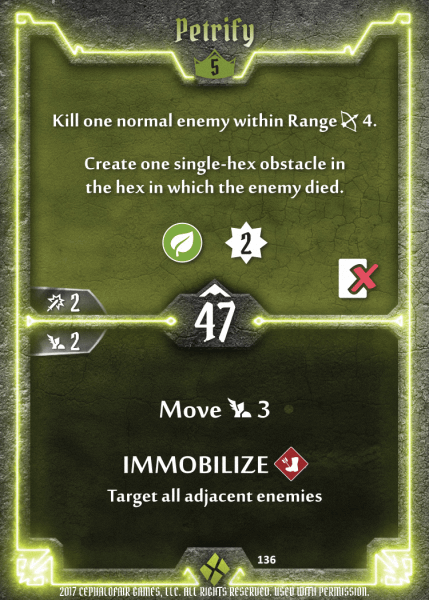 Petrify
5
Kill one normal enemy within Range 4.
Create one single-hex obstacle in
the hex in which the enemy died.
2
2
47
2
Move 3
IMMOBILIZE
Target all adjacent enemies
136
2017 CEPHALOFAIR GAMES, LLC. ALL RIGHTS RESERVED. USED WITH PERMISSION.